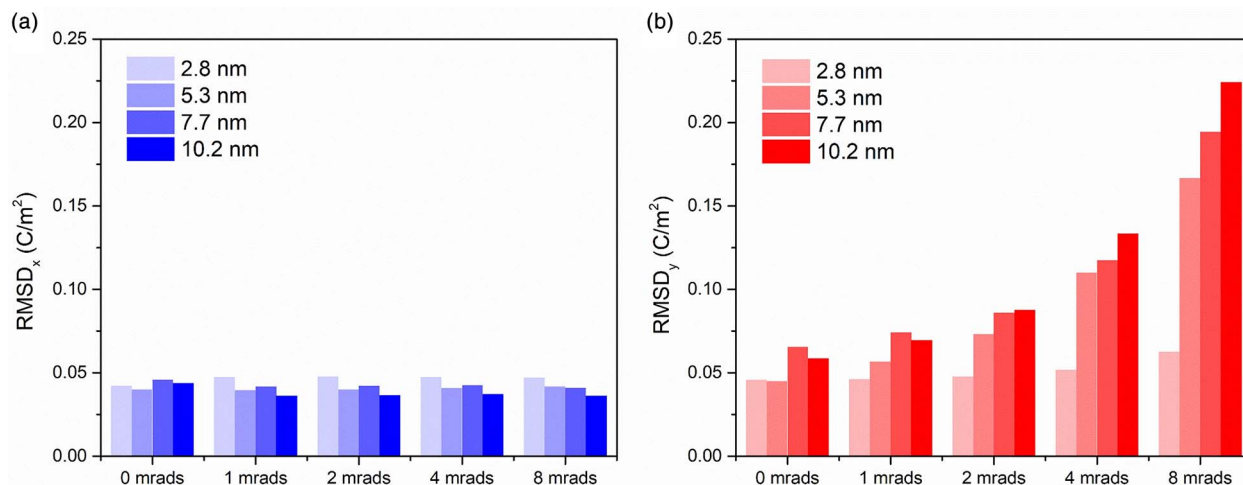 (a)
RMSDₓ (C/m²)
0.25
0.20
0.15
0.10
0.05
0.00
2.8 nm
5.3 nm
7.7 nm
10.2 nm
0 mrads 1 mrads 2 mrads 4 mrads 8 mrads
(b)
RMSDy (C/m²)
0.25
0.20
0.15
0.10
0.05
0.00
2.8 nm
5.3 nm
7.7 nm
10.2 nm
0 mrads 1 mrads 2 mrads 4 mrads 8 mrads